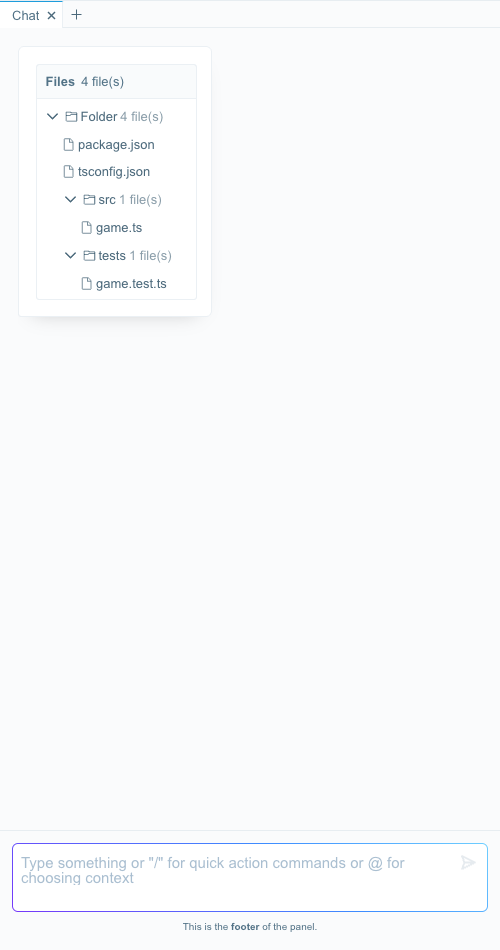 Chat
Files 4 file(s)
Folder 4 file(s)
package.json
tsconfig.json
src 1 file(s)
game.ts
tests 1 file(s)
game.test.ts
Type something or "/" for quick action commands or @ for
choosing context
This is the footer of the panel.